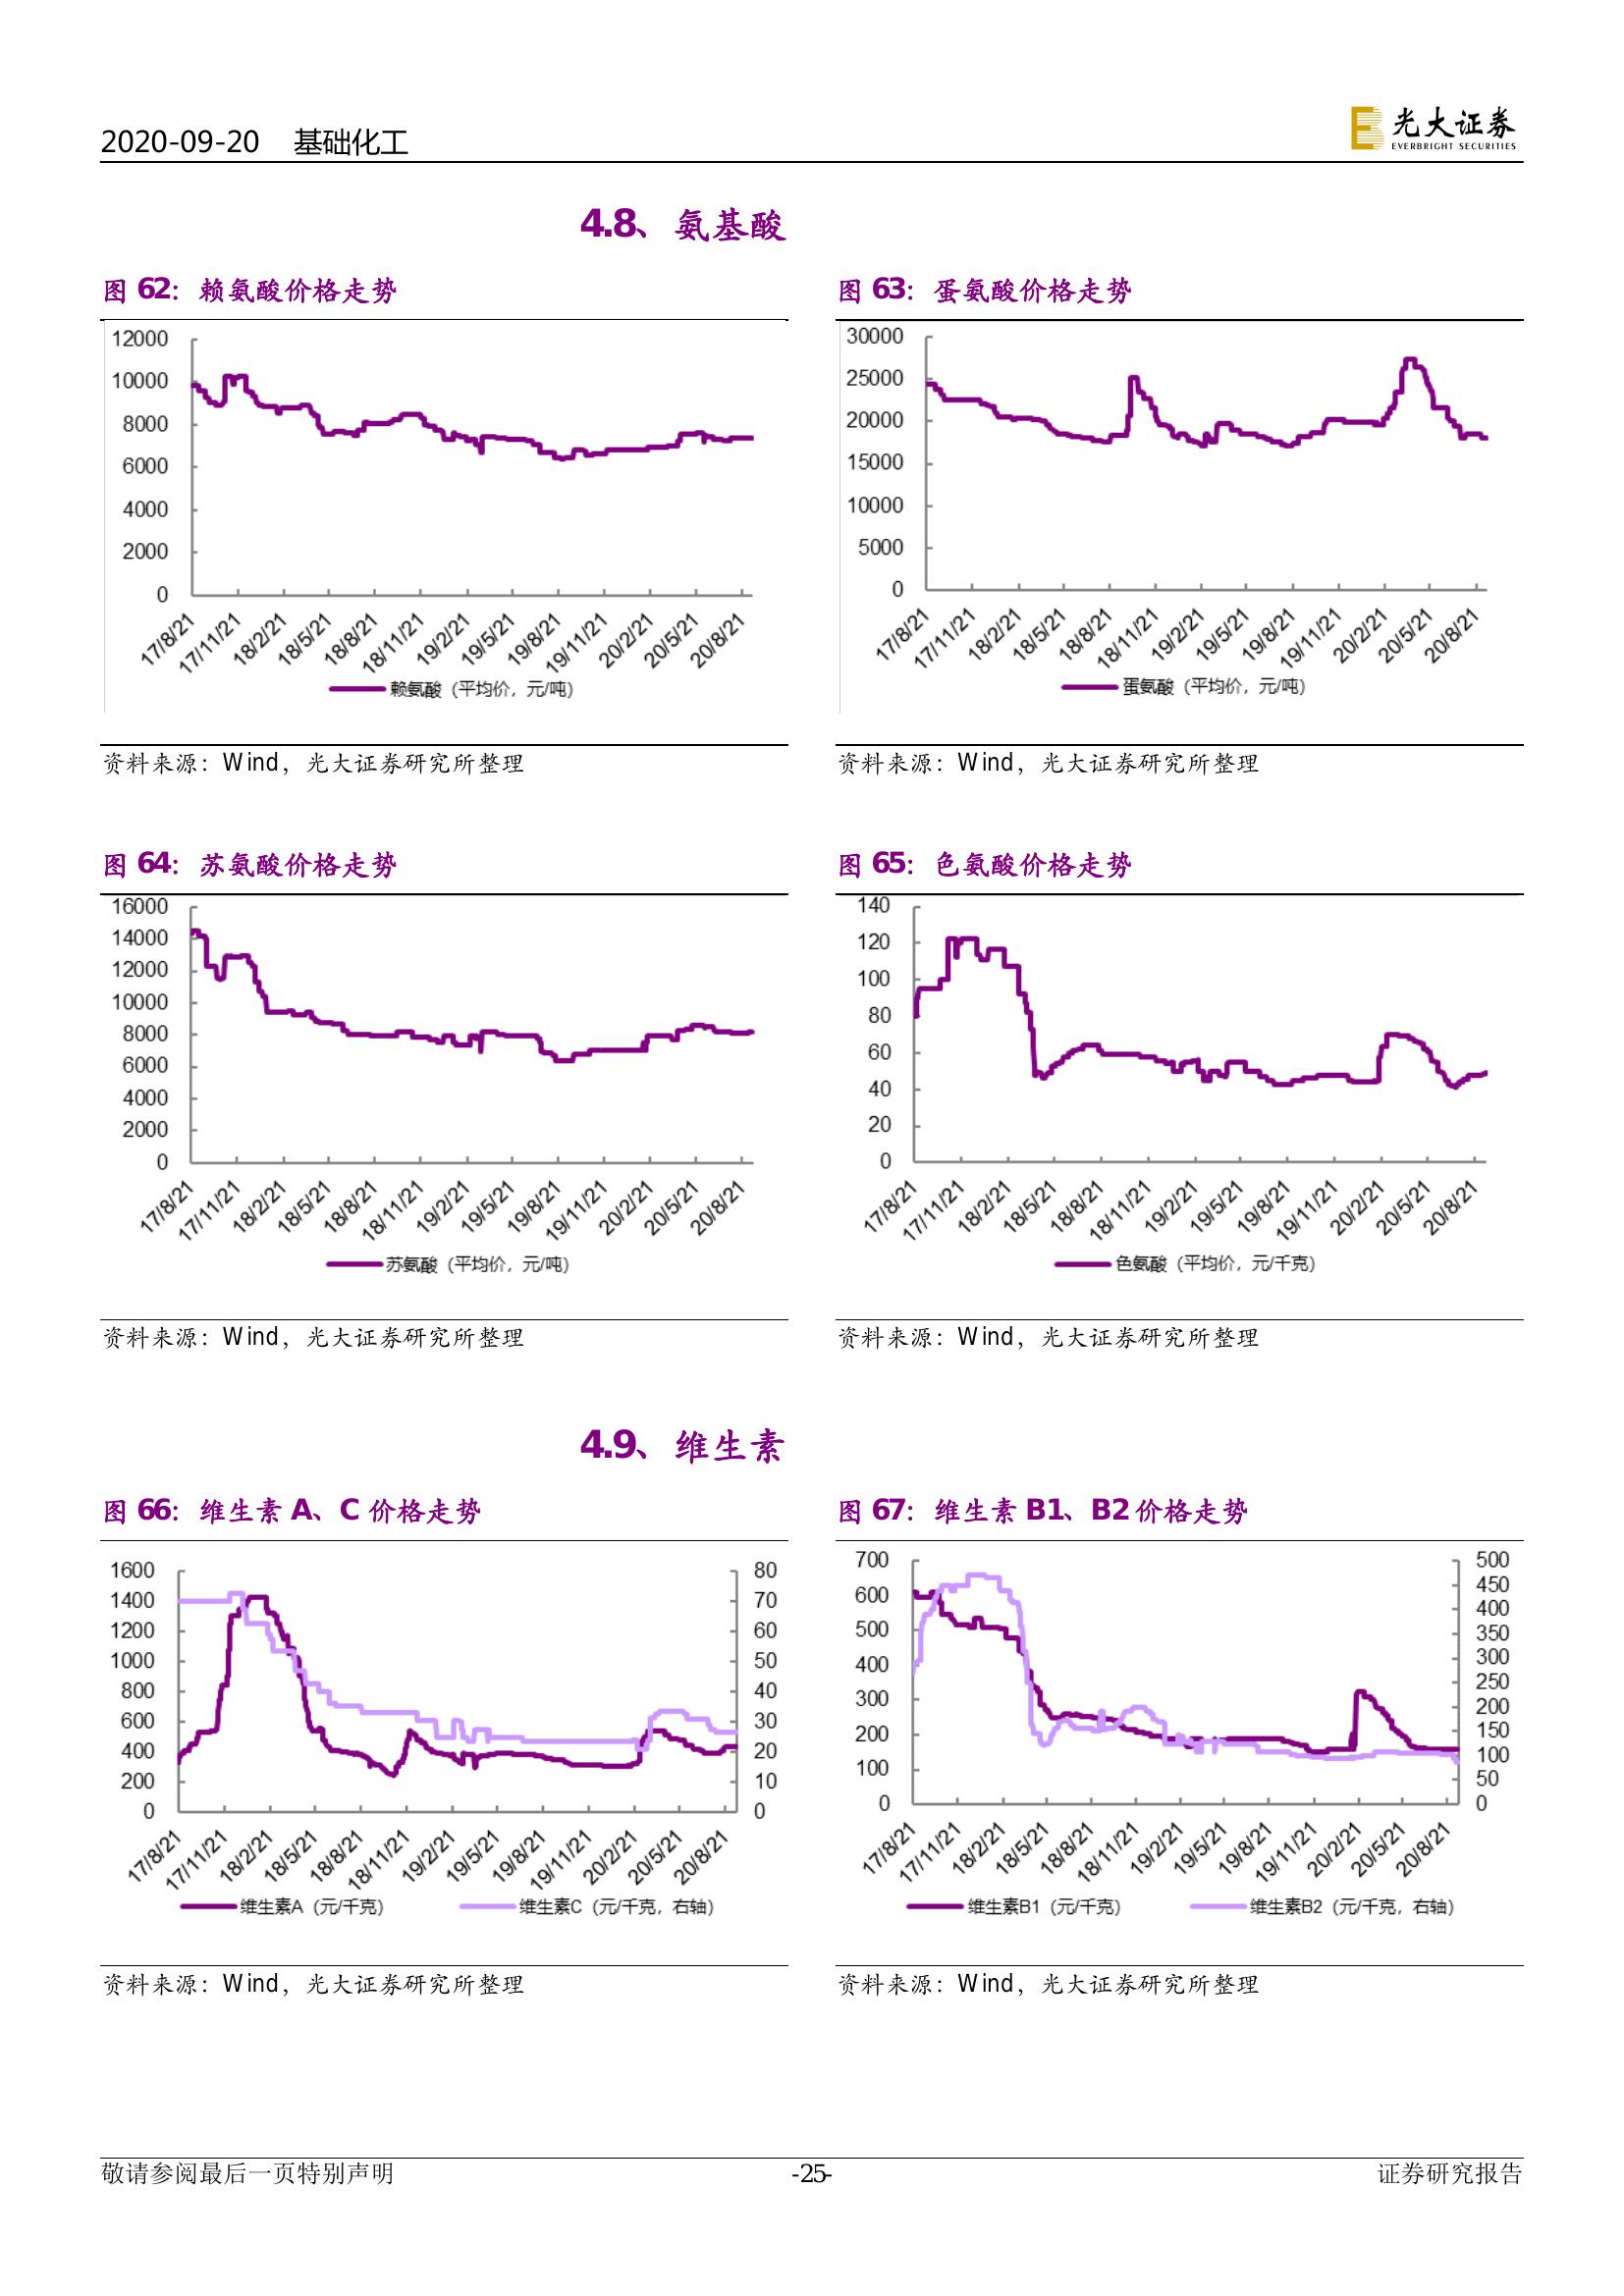 2020-09-20 基础化工
光大证券
EVERBRIGHT SECURITIES
4.8、氨基酸
图 62：赖氨酸价格走势
12000
10000
8000
6000
4000
2000
0
17/8/21 17/11/21 18/2/21 18/5/21 18/8/21 18/11/21 19/2/21 19/5/21 19/8/21 19/11/21 20/2/21 20/5/21 20/8/21
赖氨酸（平均价，元/吨）
资料来源：Wind，光大证券研究所整理
图 63：蛋氨酸价格走势
30000
25000
20000
15000
10000
5000
0
17/8/21 17/11/21 18/2/21 18/5/21 18/8/21 18/11/21 19/2/21 19/5/21 19/8/21 19/11/21 20/2/21 20/5/21 20/8/21
蛋氨酸（平均价，元/吨）
资料来源：Wind，光大证券研究所整理
图 64：苏氨酸价格走势
16000
14000
12000
10000
8000
6000
4000
2000
0
17/8/21 17/11/21 18/2/21 18/5/21 18/8/21 18/11/21 19/2/21 19/5/21 19/8/21 19/11/21 20/2/21 20/5/21 20/8/21
苏氨酸（平均价，元/吨）
资料来源：Wind，光大证券研究所整理
图 65：色氨酸价格走势
140
120
100
80
60
40
20
0
17/8/21 17/11/21 18/2/21 18/5/21 18/8/21 18/11/21 19/2/21 19/5/21 19/8/21 19/11/21 20/2/21 20/5/21 20/8/21
色氨酸（平均价，元/千克）
资料来源：Wind，光大证券研究所整理
4.9、维生素
图 66：维生素 A、C 价格走势
1600 80
1400 70
1200 60
1000 50
800 40
600 30
400 20
200 10
0 0
17/8/21 17/11/21 18/2/21 18/5/21 18/8/21 18/11/21 19/2/21 19/5/21 19/8/21 19/11/21 20/2/21 20/5/21 20/8/21
维生素A（元/千克） 维生素C（元/千克，右轴）
资料来源：Wind，光大证券研究所整理
图 67：维生素 B1、B2 价格走势
700
600
500
400
300
200
100
0
500
450
400
350
300
250
200
150
100
50
0
17/8/21 17/11/21 18/2/21 18/5/21 18/8/21 18/11/21 19/2/21 19/5/21 19/8/21 19/11/21 20/2/21 20/5/21 20/8/21
维生素B1（元/千克） 维生素B2（元/千克，右轴）
资料来源：Wind，光大证券研究所整理
敬请参阅最后一页特别声明 -25- 证券研究报告